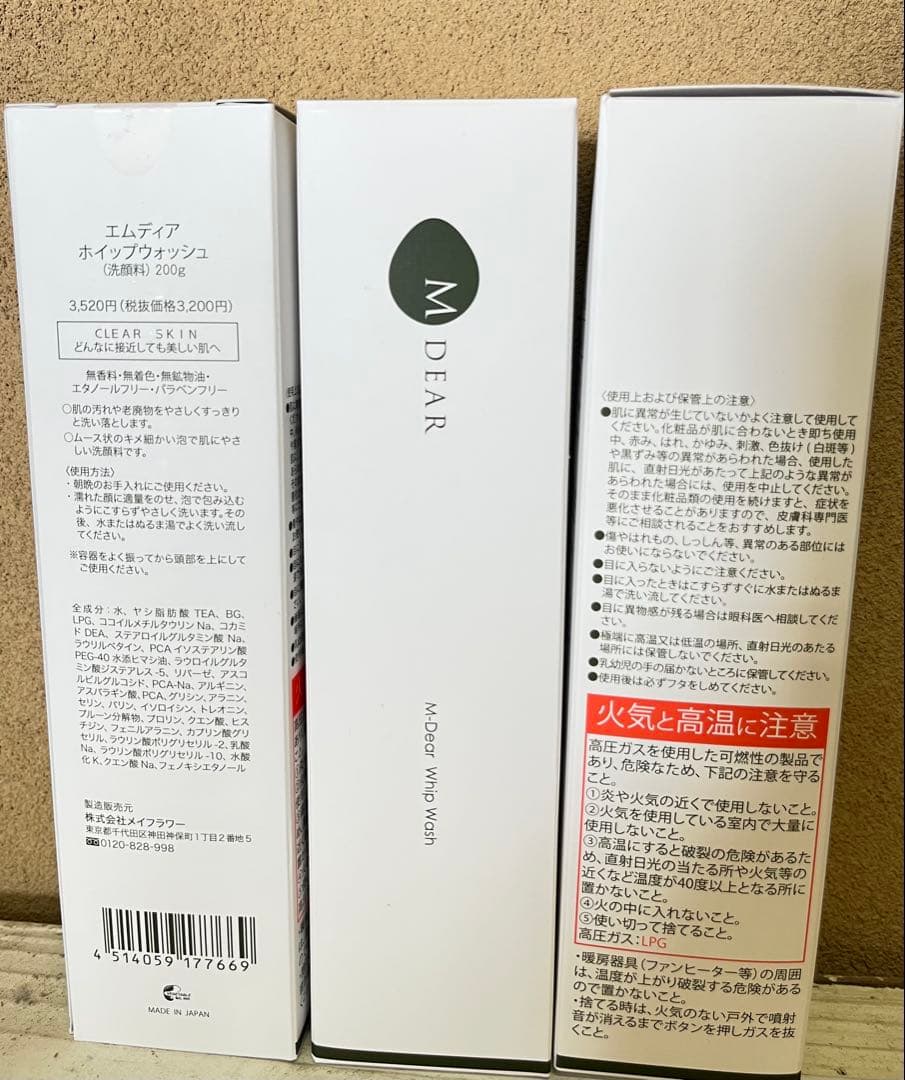 エムディア
ホイップウォッシュ
(洗顔料) 200g
3,520円(税抜価格3,200円)
CLEAR SKIN
どんなに接近しても美しい肌へ
無香料・無着色・無鉱物油・
エタノールフリー・パラベンフリー
○肌の汚れや老廃物をやさしくすっきり
と洗い落とします。
○ムース状のキメ細かい泡で肌にやさ
しい洗顔料です。
〈使用方法〉
・朝晩のお手入れにご使用ください。
・濡れた顔に適量をのせ、泡で包み込む
ようにこすらずやさしく洗います。その
後、水またはぬるま湯でよく洗い流し
てください。
※容器をよく振ってから頭部を上にして
ご使用ください。
全成分:水、ヤシ脂肪酸 TEA、BG、
LPG、ココイルメチルタウリン Na、コカミ
ド DEA、ステアロイルグルタミン酸 Na、
ラウリルベタイン、PCA イソステアリン酸
PEG-40 水添ヒマシ油、ラウロイルグルタ
ミン酸ジステアレス -5、リパーゼ、アスコ
ルビルグルコシド、PCA-Na、アルギニン、
アスパラギン酸、PCA、グリシン、アラニン、
セリン、バリン、イソロイシン、トレオニン、
プルーン分解物、プロリン、クエン酸、ヒス
チジン、フェニルアラニン、カプリン酸グリ
セリル、ラウリン酸ポリグリセリル -2、乳酸
Na、ラウリン酸ポリグリセリル -10、水酸
化 K、クエン酸 Na、フェノキシエタノール
製造販売元
株式会社メイフラワー
東京都千代田区神田神保町1丁目2番地5
0120-828-998
4 514059 177669
MADE IN JAPAN
M DEAR
M-Dear Whip Wash
〈使用上および保管上の注意〉
●肌に異常が生じていないかよく注意して使用して
ください。化粧品が肌に合わないとき即ち使用
中、赤み、はれ、かゆみ、刺激、色抜け(白斑等)
や黒ずみ等の異常があらわれた場合、使用した
肌に、直射日光があたって上記のような異常が
あらわれた場合には、使用を中止してください。
そのまま化粧品類の使用を続けますと、症状を
悪化させることがありますので、皮膚科専門医
等にご相談されることをおすすめします。
●傷やはれもの、しっしん等、異常のある部位には
お使いにならないでください。
●目に入らないようにご注意ください。
●目に入ったときはこすらずすぐに水またはぬるま
湯で洗い流してください。
●目に異物感が残る場合は眼科医へ相談してくだ
さい。
●極端に高温又は低温の場所、直射日光のあたる
場所には保管しないでください。
●乳幼児の手の届かないところに保管してください。
●使用後は必ずフタをしめてください。
火気と高温に注意
高圧ガスを使用した可燃性の製品で
あり、危険なため、下記の注意を守る
こと。
①炎や火気の近くで使用しないこと。
②火気を使用している室内で大量に
使用しないこと。
③高温にすると破裂の危険があるた
め、直射日光の当たる所や火気等の
近くなど温度が40度以上となる所に
置かないこと。
④火の中に入れないこと。
⑤使い切って捨てること。
高圧ガス:LPG
・暖房器具(ファンヒーター等)の周囲
は、温度が上がり破裂する危険がある
ので置かないこと。
・捨てる時は、火気のない戸外で噴射
音が消えるまでボタンを押しガスを抜
くこと。